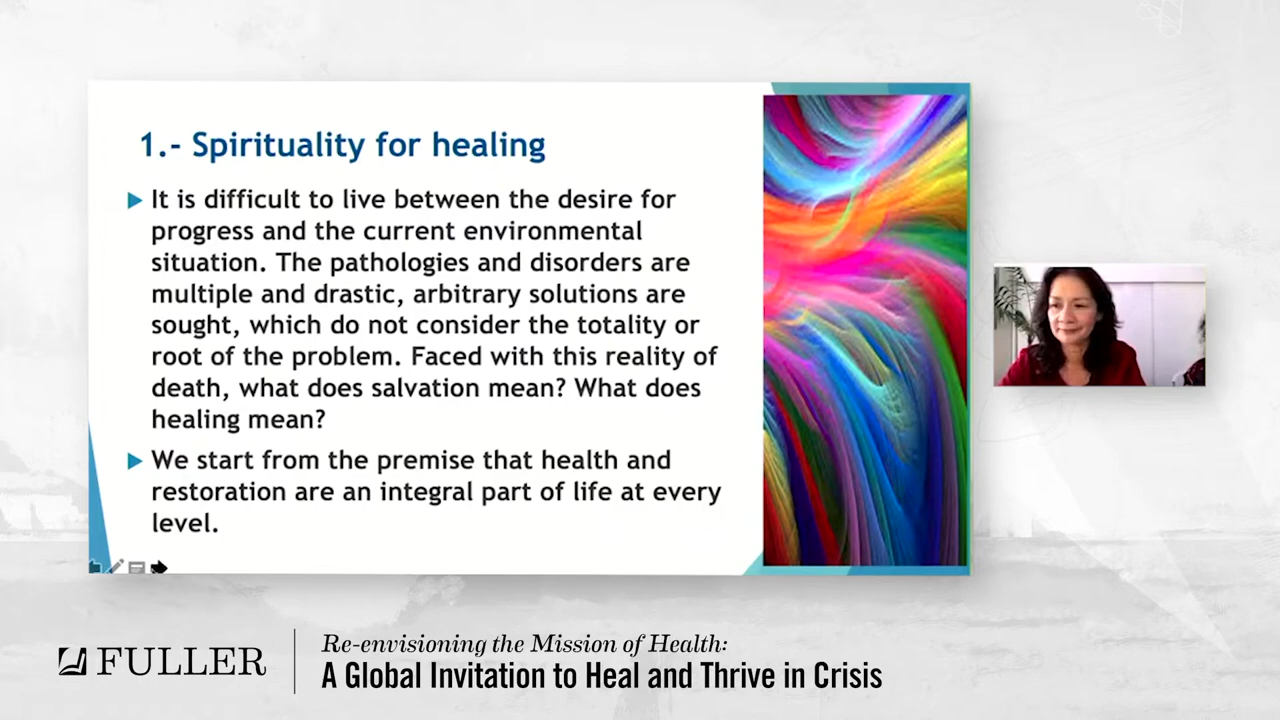 1.- Spirituality for healing
It is difficult to live between the desire for
progress and the current environmental
situation. The pathologies and disorders are
multiple and drastic, arbitrary solutions are
sought, which do not consider the totality or
root of the problem. Faced with this reality of
death, what does salvation mean? What does
healing mean?
We start from the premise that health and
restoration are an integral part of life at every
level.
FULLER
Re-envisioning the Mission of Health:
A Global Invitation to Heal and Thrive in Crisis